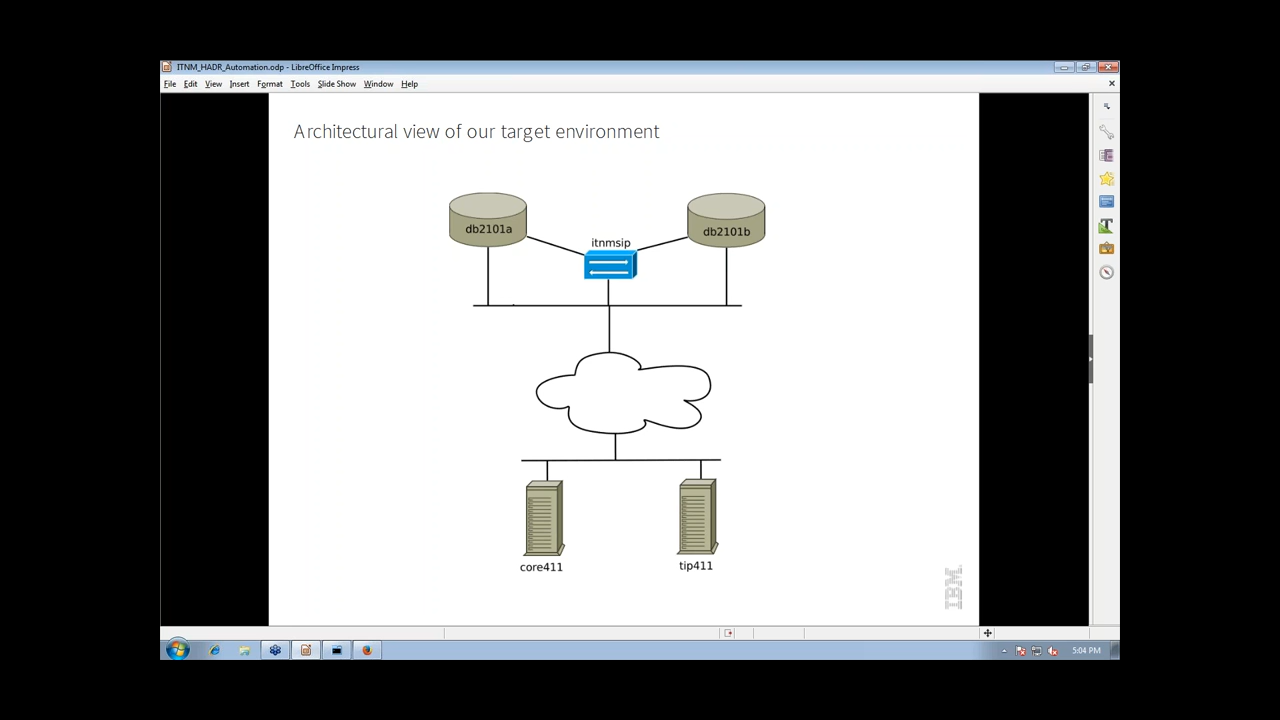 ITNM_HADR_Automation.odp - LibreOffice Impress
File Edit View Insert Format Tools Slide Show Window Help
Architectural view of our target environment
db2101a
db2101b
itnmsip
core411
tip411
IBM
5:04 PM